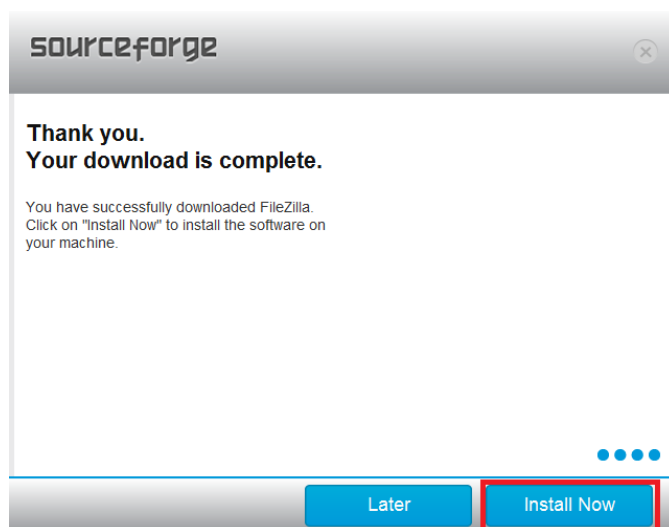 sourceforge
Thank you.
Your download is complete.
You have successfully downloaded FileZilla.
Click on "Install Now" to install the software on
your machine.
Later
Install Now